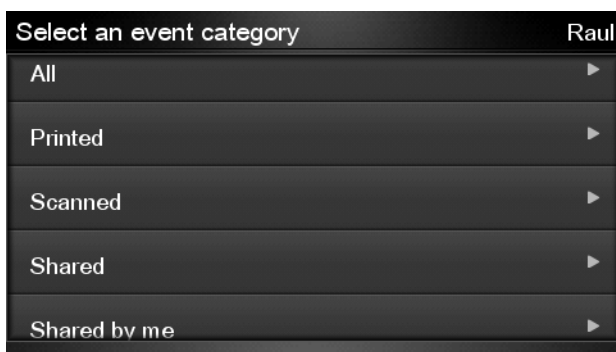 Select an event category Raul
All
Printed
Scanned
Shared
Shared by me